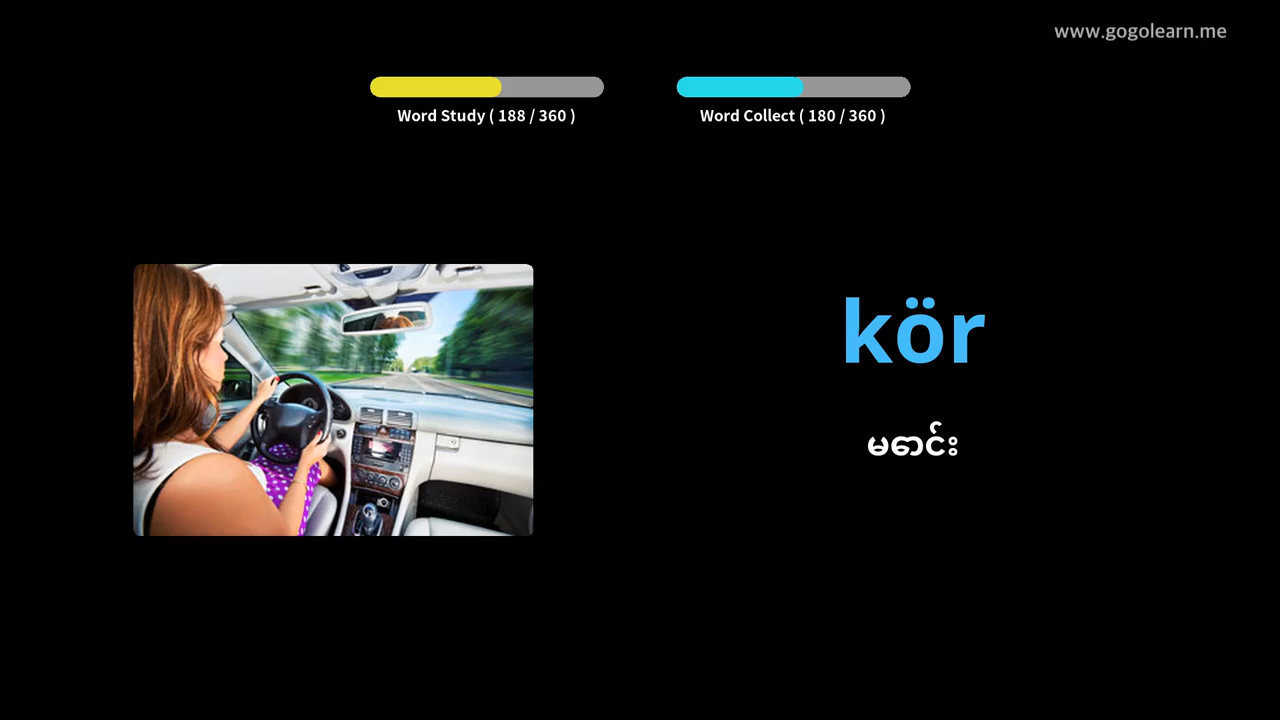 www.gogolearn.me
Word Study ( 188 / 360 )
Word Collect ( 180 / 360 )
kör
မောင်း